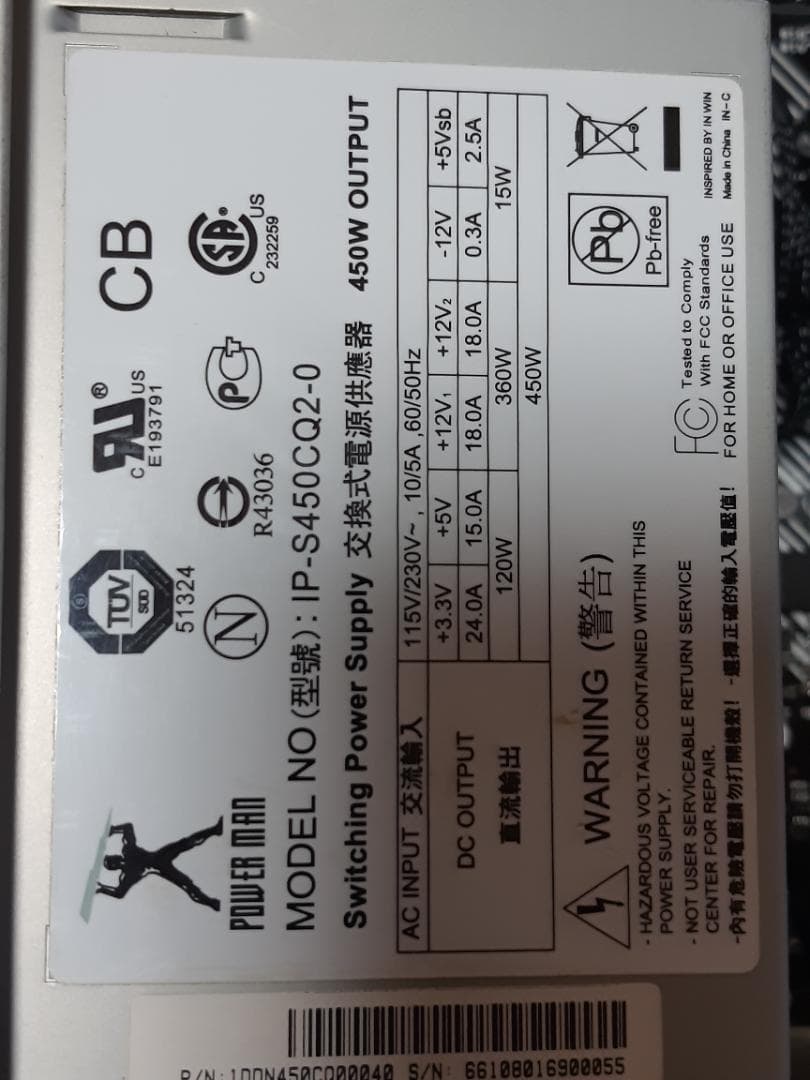 TÜV
SÜD
51324
c RU® US
E193791
CB
N
R43036
PG
C SA® US
232259
POWER MAN
MODEL NO (型號): IP-S450CQ2-0
Switching Power Supply 交換式電源供應器 450W OUTPUT
AC INPUT 交流輸入 115V/230V~, 10/5A ,60/50Hz
DC OUTPUT
直流輸出
+3.3V +5V +12V₁ +12V₂ -12V +5Vsb
24.0A 15.0A 18.0A 18.0A 0.3A 2.5A
120W 360W 15W
450W
WARNING (警告)
- HAZARDOUS VOLTAGE CONTAINED WITHIN THIS
POWER SUPPLY.
- NOT USER SERVICEABLE RETURN SERVICE
CENTER FOR REPAIR.
-內有危險電壓請勿打開機殼! -選擇正確的輸入電壓值!
Pb
Pb-free
FC Tested to Comply
With FCC Standards
FOR HOME OR OFFICE USE
INSPIRED BY IN WIN
Made in China IN-C
P/N:1DDN450CQ00040 S/N: 66108016900055